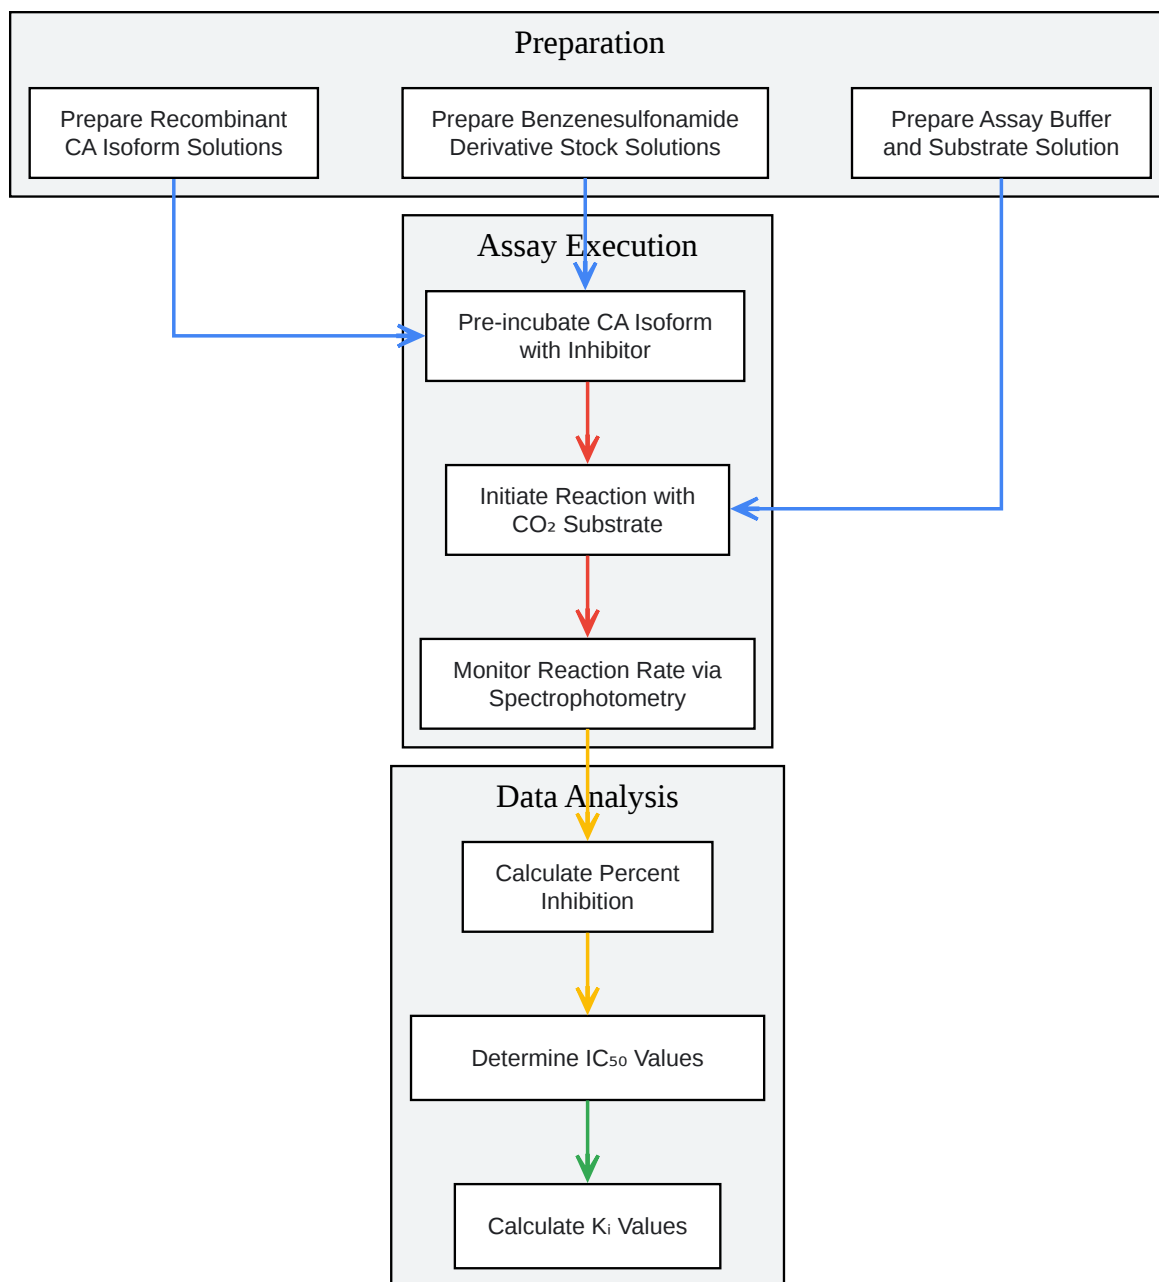 Preparation
Prepare Recombinant
CA Isoform Solutions
Prepare Benzenesulfonamide
Derivative Stock Solutions
Prepare Assay Buffer
and Substrate Solution
Assay Execution
Pre-incubate CA Isoform
with Inhibitor
Initiate Reaction with
CO₂ Substrate
Monitor Reaction Rate via
Spectrophotometry
Data Analysis
Calculate Percent
Inhibition
Determine IC₅₀ Values
Calculate Kᵢ Values